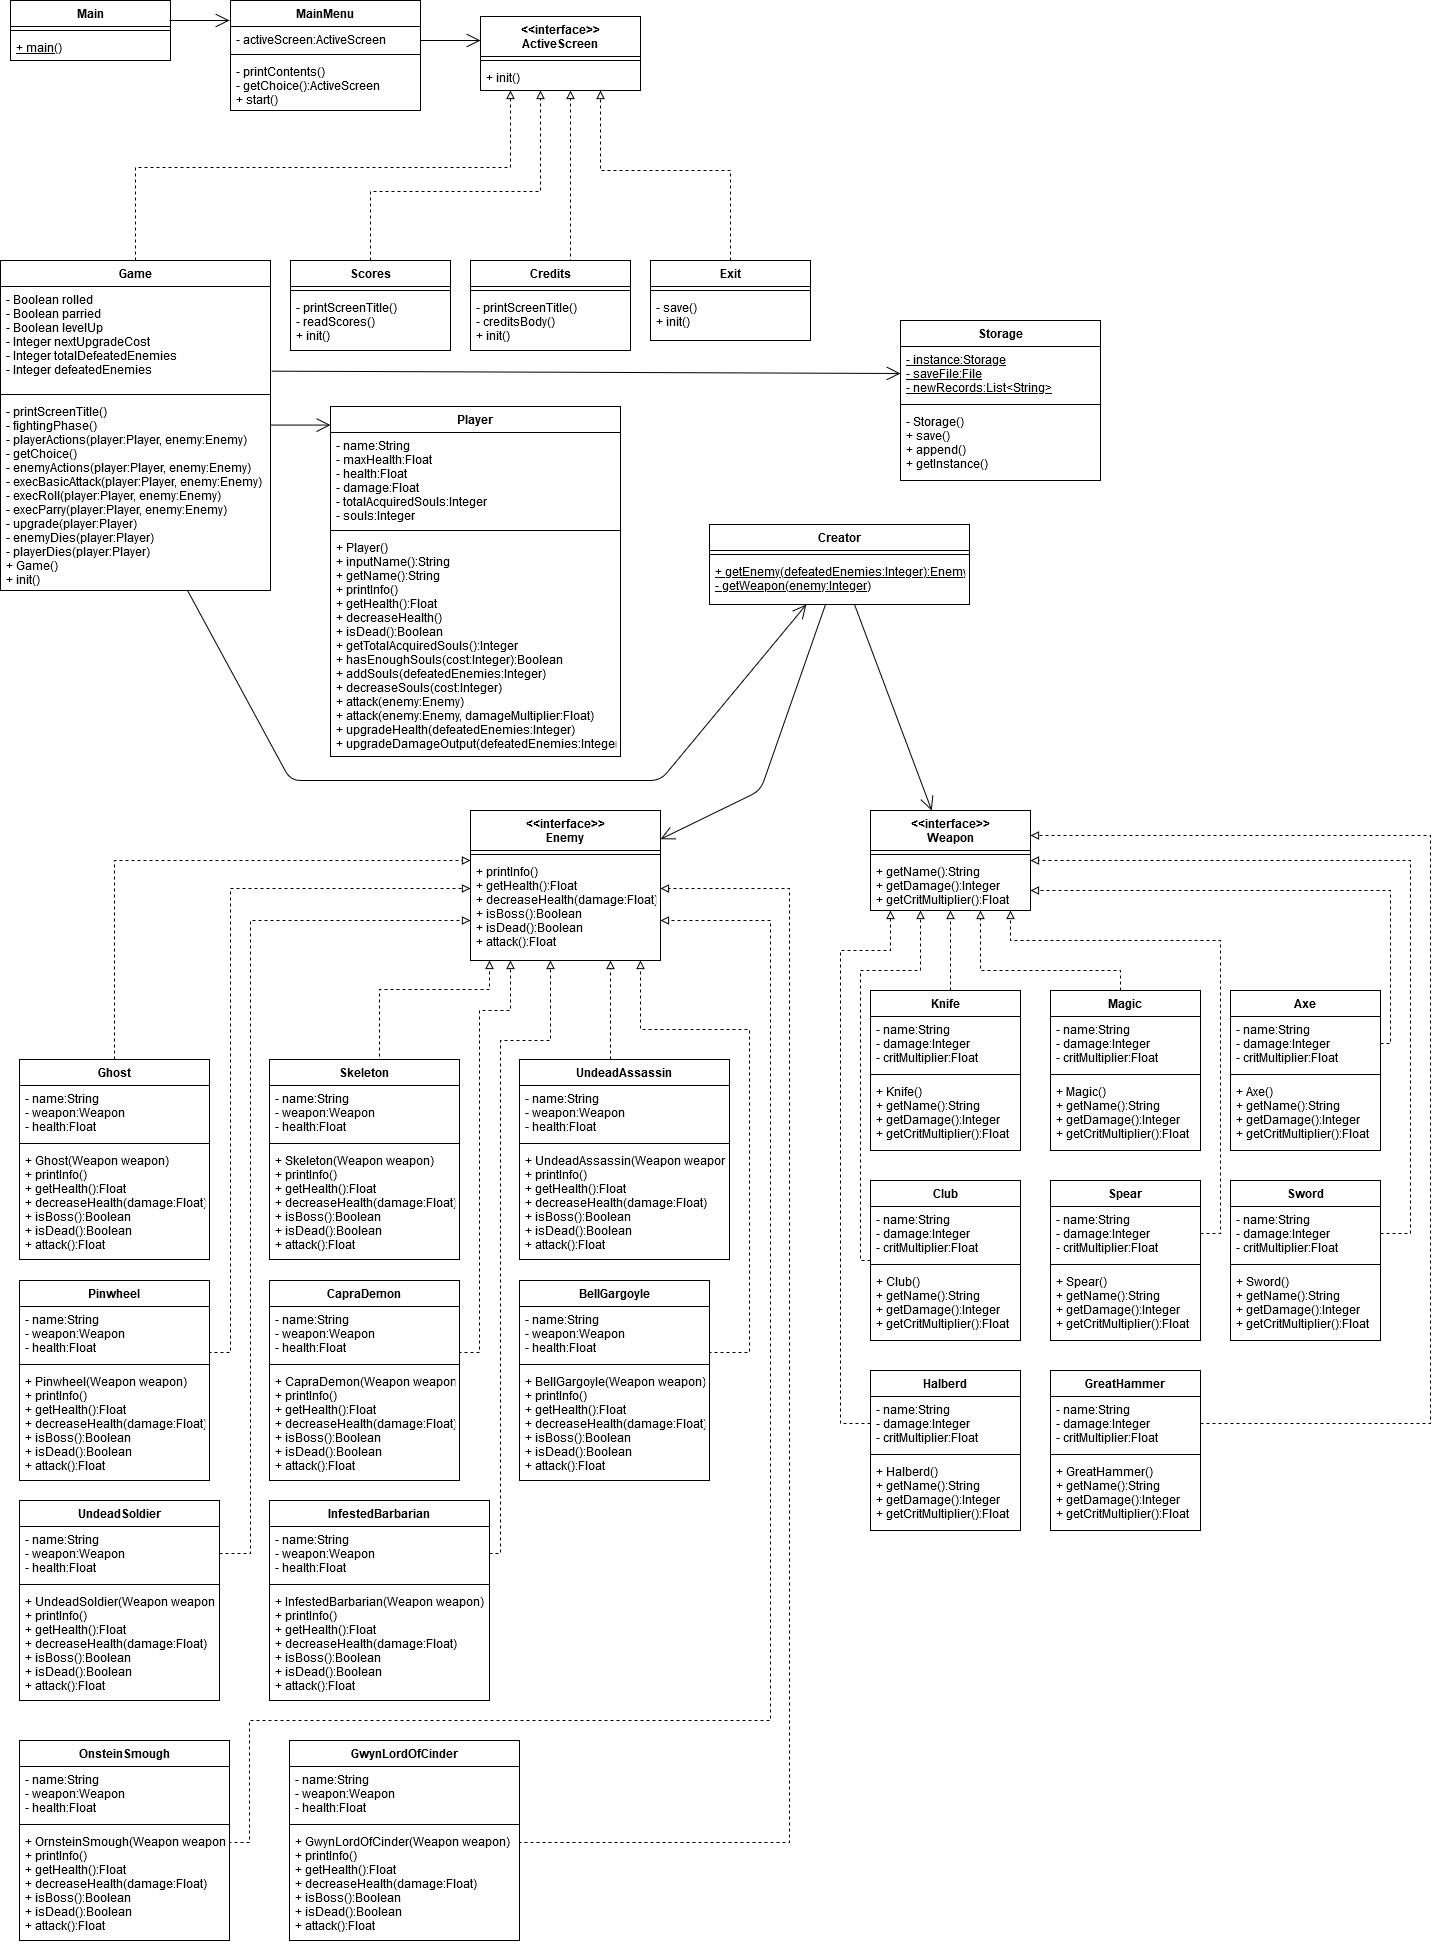 Main
+ main()
MainMenu
- activeScreen:ActiveScreen
- printContents()
- getChoice():ActiveScreen
+ start()
<<interface>>
ActiveScreen
+ init()
Game
- Boolean rolled
- Boolean parried
- Boolean levelUp
- Integer nextUpgradeCost
- Integer totalDefeatedEnemies
- Integer defeatedEnemies
- printScreenTitle()
- fightingPhase()
- playerActions(player:Player, enemy:Enemy)
- getChoice()
- enemyActions(player:Player, enemy:Enemy)
- execBasicAttack(player:Player, enemy:Enemy)
- execRoll(player:Player, enemy:Enemy)
- execParry(player:Player, enemy:Enemy)
- upgrade(player:Player)
- enemyDies(player:Player)
- playerDies(player:Player)
+ Game()
+ init()
Scores
- printScreenTitle()
- readScores()
+ init()
Credits
- printScreenTitle()
- creditsBody()
+ init()
Exit
- save()
+ init()
Storage
- instance:Storage
- saveFile:File
- newRecords:List<String>
- Storage()
+ save()
+ append()
+ getInstance()
Player
- name:String
- maxHealth:Float
- health:Float
- damage:Float
- totalAcquiredSouls:Integer
- souls:Integer
+ Player()
+ inputName():String
+ getName():String
+ printInfo()
+ getHealth():Float
+ decreaseHealth()
+ isDead():Boolean
+ getTotalAcquiredSouls():Integer
+ hasEnoughSouls(cost:Integer):Boolean
+ addSouls(defeatedEnemies:Integer)
+ decreaseSouls(cost:Integer)
+ attack(enemy:Enemy)
+ attack(enemy:Enemy, damageMultiplier:Float)
+ upgradeHealth(defeatedEnemies:Integer)
+ upgradeDamageOutput(defeatedEnemies:Intege
Creator
+ getEnemy(defeatedEnemies:Integer):Enemy
- getWeapon(enemy:Integer)
<<interface>>
Enemy
+ printInfo()
+ getHealth():Float
+ decreaseHealth(damage:Float)
+ isBoss():Boolean
+ isDead():Boolean
+ attack():Float
<<interface>>
Weapon
+ getName():String
+ getDamage():Integer
+ getCritMultiplier():Float
Ghost
- name:String
- weapon:Weapon
- health:Float
+ Ghost(Weapon weapon)
+ printInfo()
+ getHealth():Float
+ decreaseHealth(damage:Float)
+ isBoss():Boolean
+ isDead():Boolean
+ attack():Float
Skeleton
- name:String
- weapon:Weapon
- health:Float
+ Skeleton(Weapon weapon)
+ printInfo()
+ getHealth():Float
+ decreaseHealth(damage:Float)
+ isBoss():Boolean
+ isDead():Boolean
+ attack():Float
UndeadAssassin
- name:String
- weapon:Weapon
- health:Float
+ UndeadAssassin(Weapon weapor
+ printInfo()
+ getHealth():Float
+ decreaseHealth(damage:Float)
+ isBoss():Boolean
+ isDead():Boolean
+ attack():Float
Knife
- name:String
- damage:Integer
- critMultiplier:Float
+ Knife()
+ getName():String
+ getDamage():Integer
+ getCritMultiplier():Float
Magic
- name:String
- damage:Integer
- critMultiplier:Float
+ Magic()
+ getName():String
+ getDamage():Integer
+ getCritMultiplier():Float
Axe
- name:String
- damage:Integer
- critMultiplier:Float
+ Axe()
+ getName():String
+ getDamage():Integer
+ getCritMultiplier():Float
Club
- name:String
- damage:Integer
- critMultiplier:Float
+ Club()
+ getName():String
+ getDamage():Integer
+ getCritMultiplier():Float
Spear
- name:String
- damage:Integer
- critMultiplier:Float
+ Spear()
+ getName():String
+ getDamage():Integer
+ getCritMultiplier():Float
Sword
- name:String
- damage:Integer
- critMultiplier:Float
+ Sword()
+ getName():String
+ getDamage():Integer
+ getCritMultiplier():Float
Pinwheel
- name:String
- weapon:Weapon
- health:Float
+ Pinwheel(Weapon weapon)
+ printInfo()
+ getHealth():Float
+ decreaseHealth(damage:Float)
+ isBoss():Boolean
+ isDead():Boolean
+ attack():Float
CapraDemon
- name:String
- weapon:Weapon
- health:Float
+ CapraDemon(Weapon weapon
+ printInfo()
+ getHealth():Float
+ decreaseHealth(damage:Float)
+ isBoss():Boolean
+ isDead():Boolean
+ attack():Float
BellGargoyle
- name:String
- weapon:Weapon
- health:Float
+ BellGargoyle(Weapon weapon)
+ printInfo()
+ getHealth():Float
+ decreaseHealth(damage:Float)
+ isBoss():Boolean
+ isDead():Boolean
+ attack():Float
Halberd
- name:String
- damage:Integer
- critMultiplier:Float
+ Halberd()
+ getName():String
+ getDamage():Integer
+ getCritMultiplier():Float
GreatHammer
- name:String
- damage:Integer
- critMultiplier:Float
+ GreatHammer()
+ getName():String
+ getDamage():Integer
+ getCritMultiplier():Float
UndeadSoldier
- name:String
- weapon:Weapon
- health:Float
+ UndeadSoldier(Weapon weapon
+ printInfo()
+ getHealth():Float
+ decreaseHealth(damage:Float)
+ isBoss():Boolean
+ isDead():Boolean
+ attack():Float
InfestedBarbarian
- name:String
- weapon:Weapon
- health:Float
+ InfestedBarbarian(Weapon weapon)
+ printInfo()
+ getHealth():Float
+ decreaseHealth(damage:Float)
+ isBoss():Boolean
+ isDead():Boolean
+ attack():Float
OnsteinSmough
- name:String
- weapon:Weapon
- health:Float
+ OrnsteinSmough(Weapon weapon
+ printInfo()
+ getHealth():Float
+ decreaseHealth(damage:Float)
+ isBoss():Boolean
+ isDead():Boolean
+ attack():Float
GwynLordOfCinder
- name:String
- weapon:Weapon
- health:Float
+ GwynLordOfCinder(Weapon weapon)
+ printInfo()
+ getHealth():Float
+ decreaseHealth(damage:Float)
+ isBoss():Boolean
+ isDead():Boolean
+ attack():Float